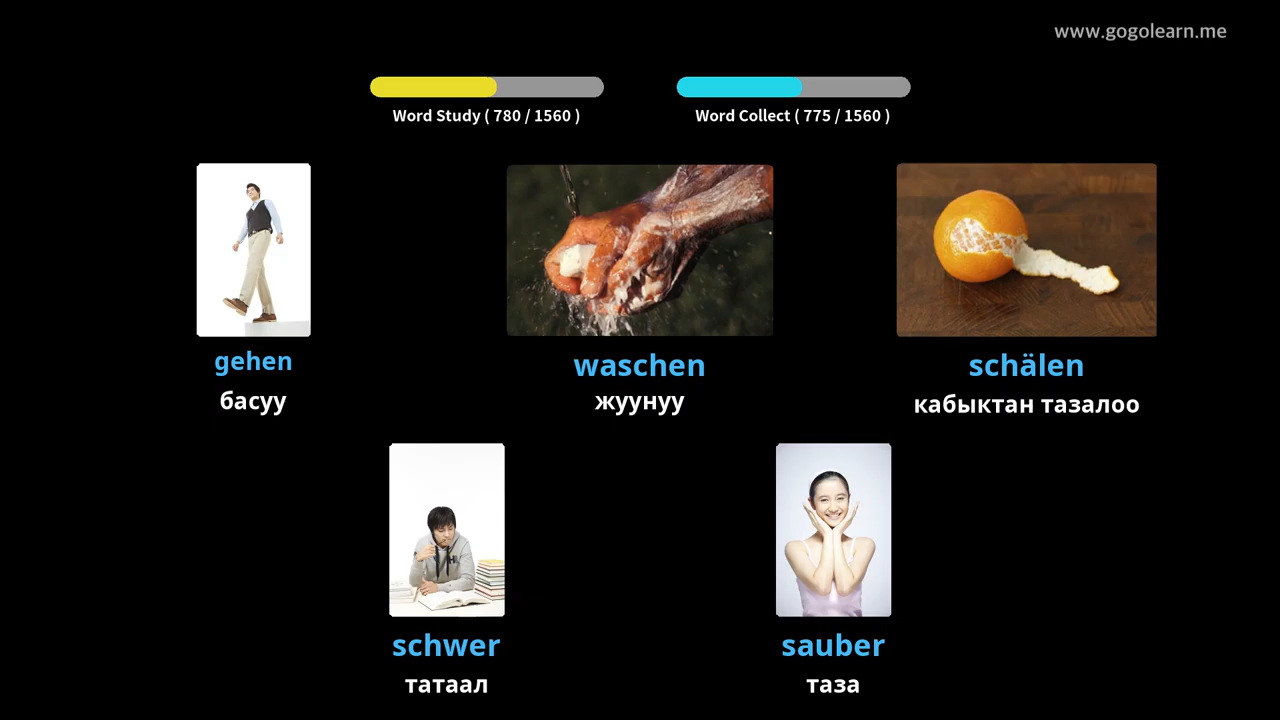 www.gogolearn.me
Word Study ( 780 / 1560 )
Word Collect ( 775 / 1560 )
gehen
басуу
waschen
жуунуу
schälen
кабыктан тазалоо
schwer
татаал
sauber
таза